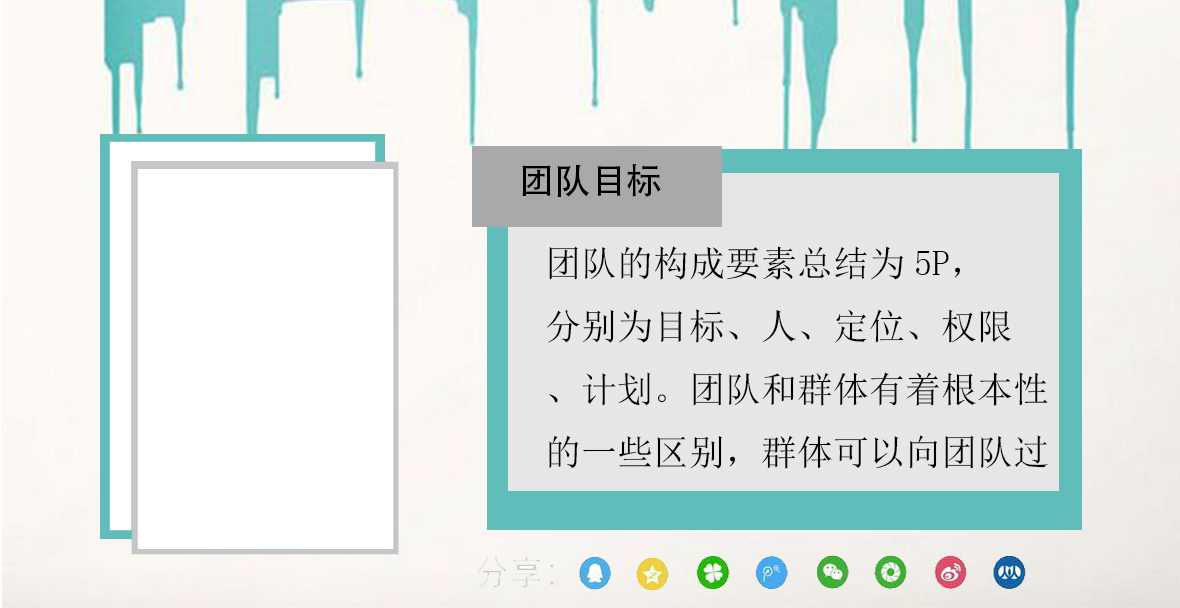 团队目标
团队的构成要素总结为 5P，
分别为目标、人、定位、权限
、计划。团队和群体有着根本性
的一些区别，群体可以向团队过
分享：